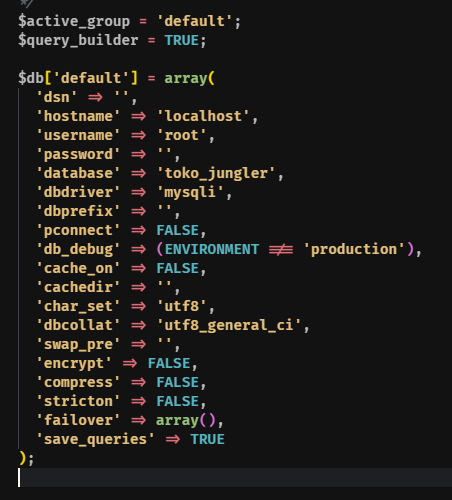 */
$active_group = 'default';
$query_builder = TRUE;
$db['default'] = array(
'dsn' => '',
'hostname' => 'localhost',
'username' => 'root',
'password' => '',
'database' => 'toko_jungler',
'dbdriver' => 'mysqli',
'dbprefix' => '',
'pconnect' => FALSE,
'db_debug' => (ENVIRONMENT !== 'production'),
'cache_on' => FALSE,
'cachedir' => '',
'char_set' => 'utf8',
'dbcollat' => 'utf8_general_ci',
'swap_pre' => '',
'encrypt' => FALSE,
'compress' => FALSE,
'stricton' => FALSE,
'failover' => array(),
'save_queries' => TRUE
);